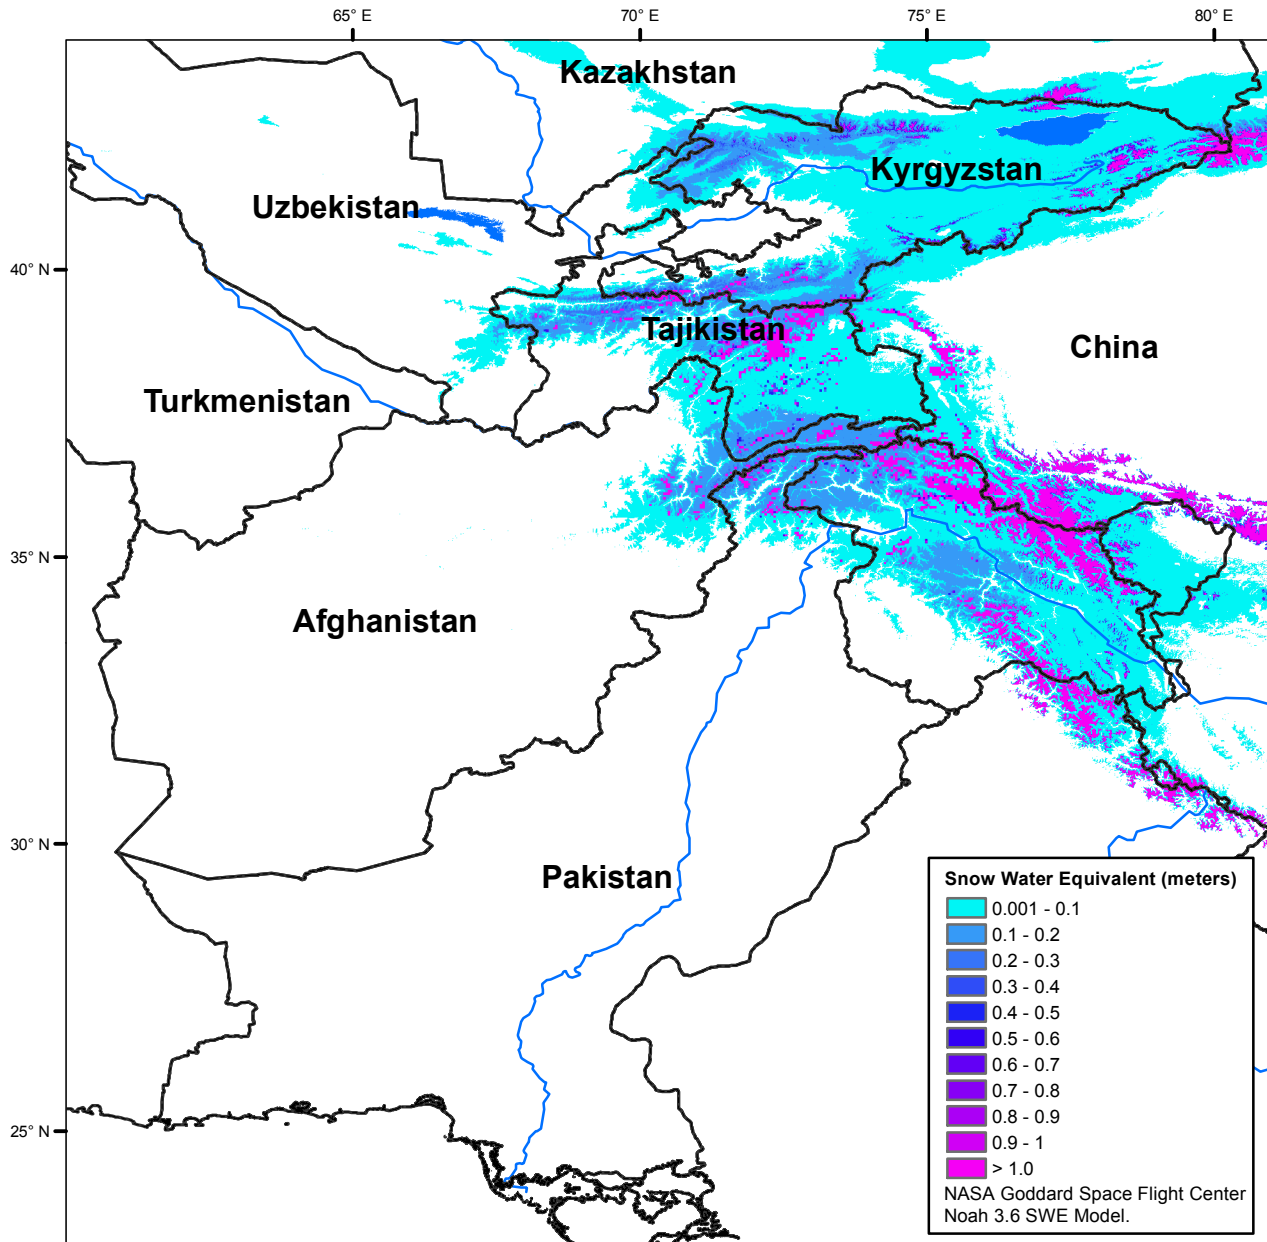 65° E
70° E
75° E
80° E
Kazakhstan
Kyrgyzstan
Uzbekistan
40° N
Tajikistan
China
Turkmenistan
35° N
Afghanistan
30° N
Pakistan
25° N
Snow Water Equivalent (meters)
0.001 - 0.1
0.1 - 0.2
0.2 - 0.3
0.3 - 0.4
0.4 - 0.5
0.5 - 0.6
0.6 - 0.7
0.7 - 0.8
0.8 - 0.9
0.9 - 1
> 1.0
NASA Goddard Space Flight Center
Noah 3.6 SWE Model.